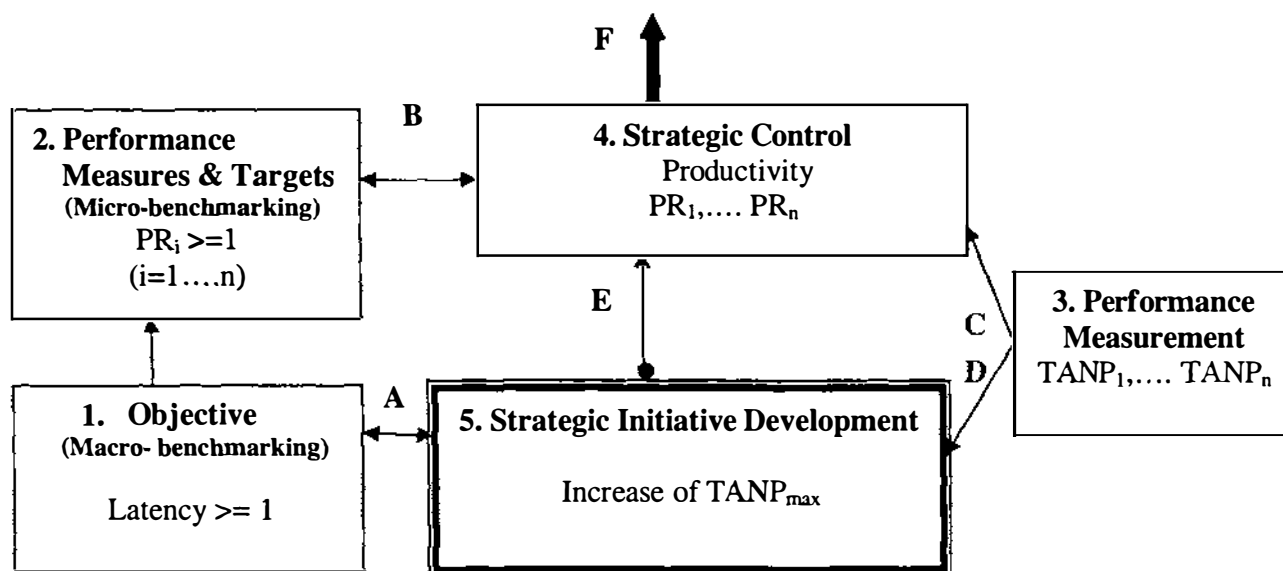 F
B
2. Performance
Measures & Targets
(Micro-benchmarking)
PRi >=1
(i=1....n)
4. Strategic Control
Productivity
PR1,.... PRn
E
C
D
3. Performance
Measurement
TANP1,.... TANPn
1. Objective
(Macro- benchmarking)
Latency >= 1
A
5. Strategic Initiative Development
Increase of TANPmax